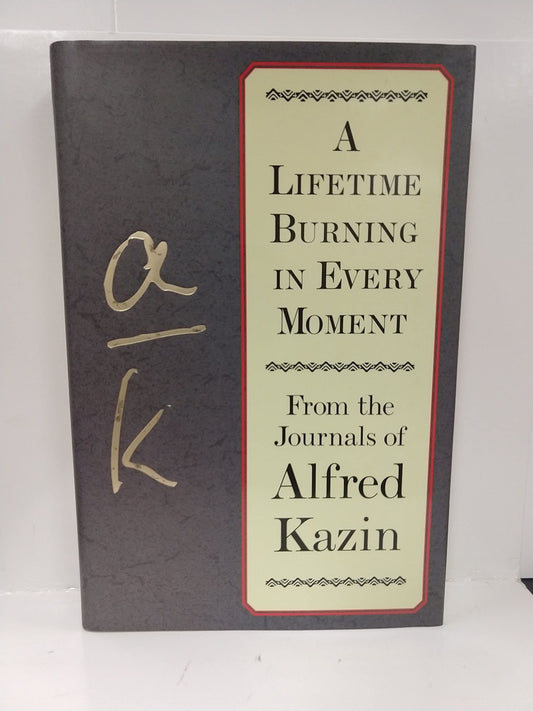 a
k
A
LIFETIME
BURNING
IN EVERY
MOMENT
From the
Journals of
Alfred
Kazin